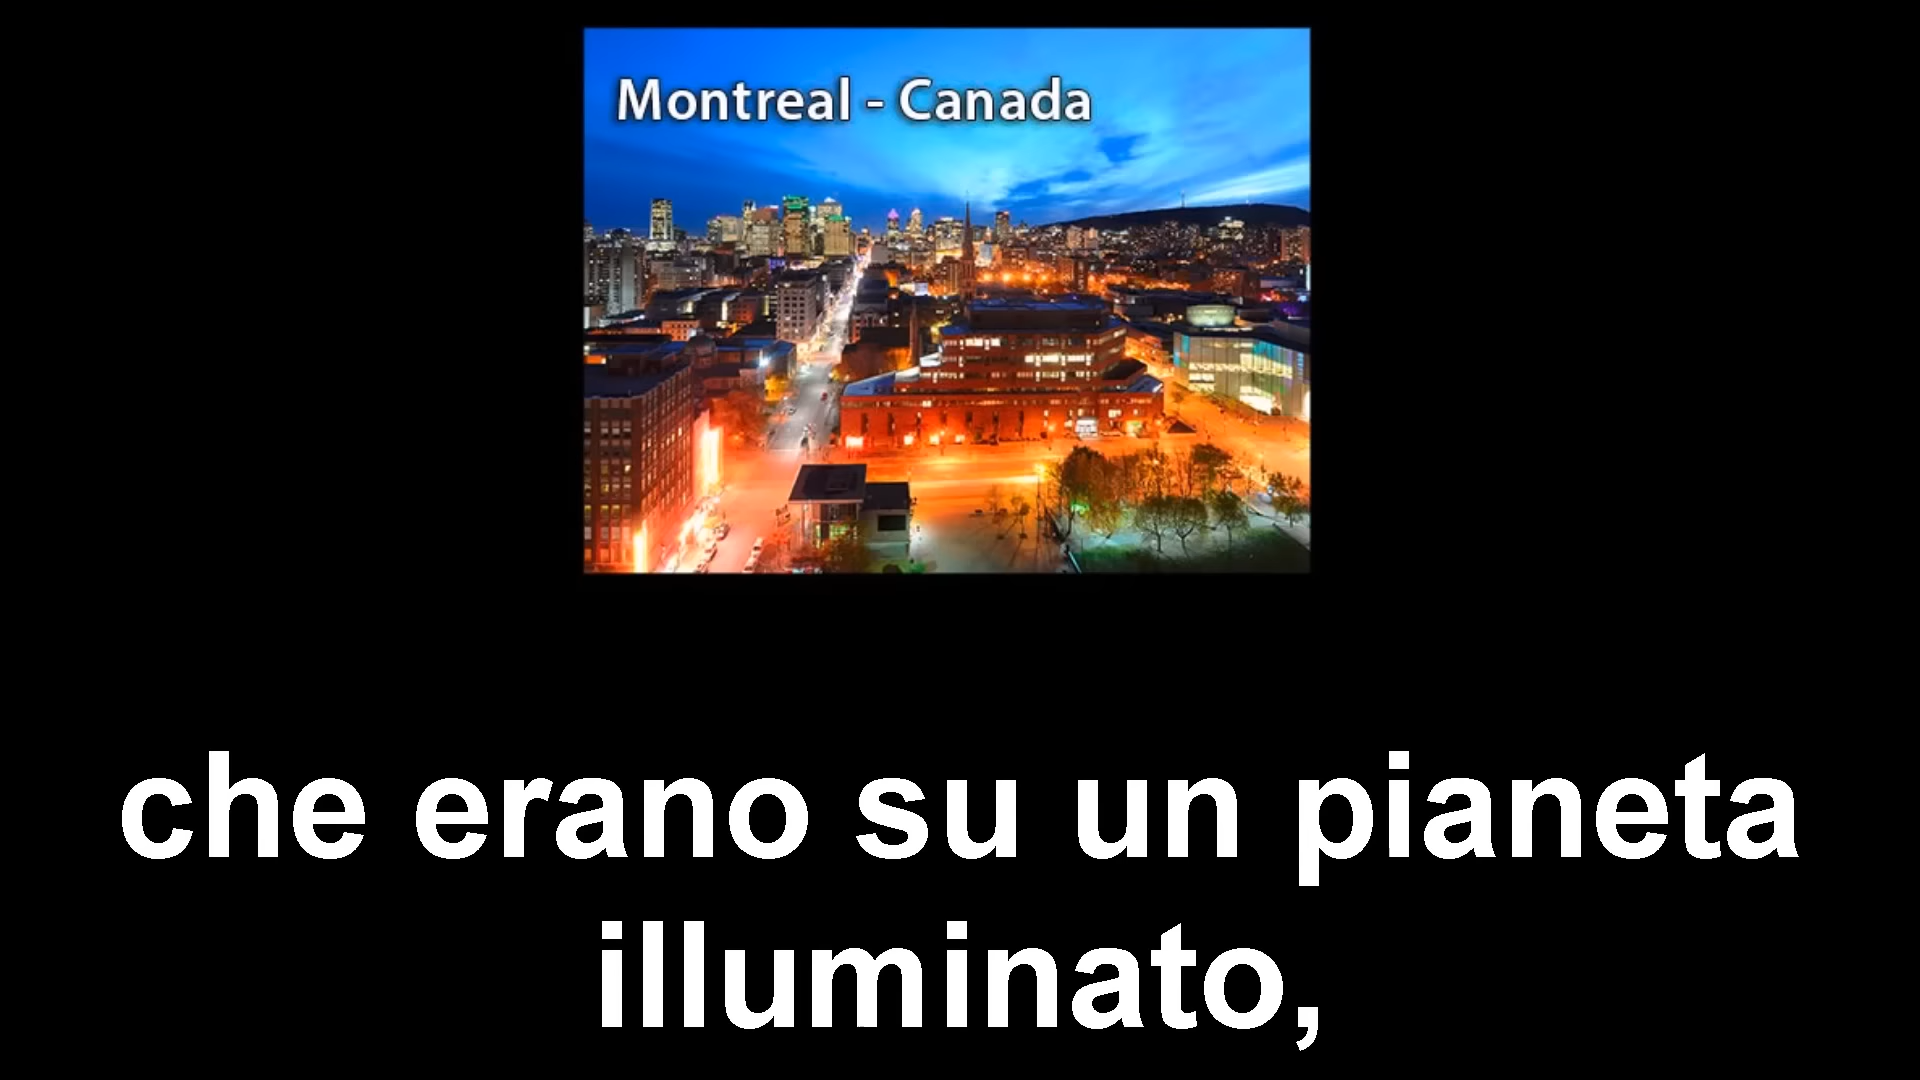 Montreal - Canada
che erano su un pianeta
illuminato,